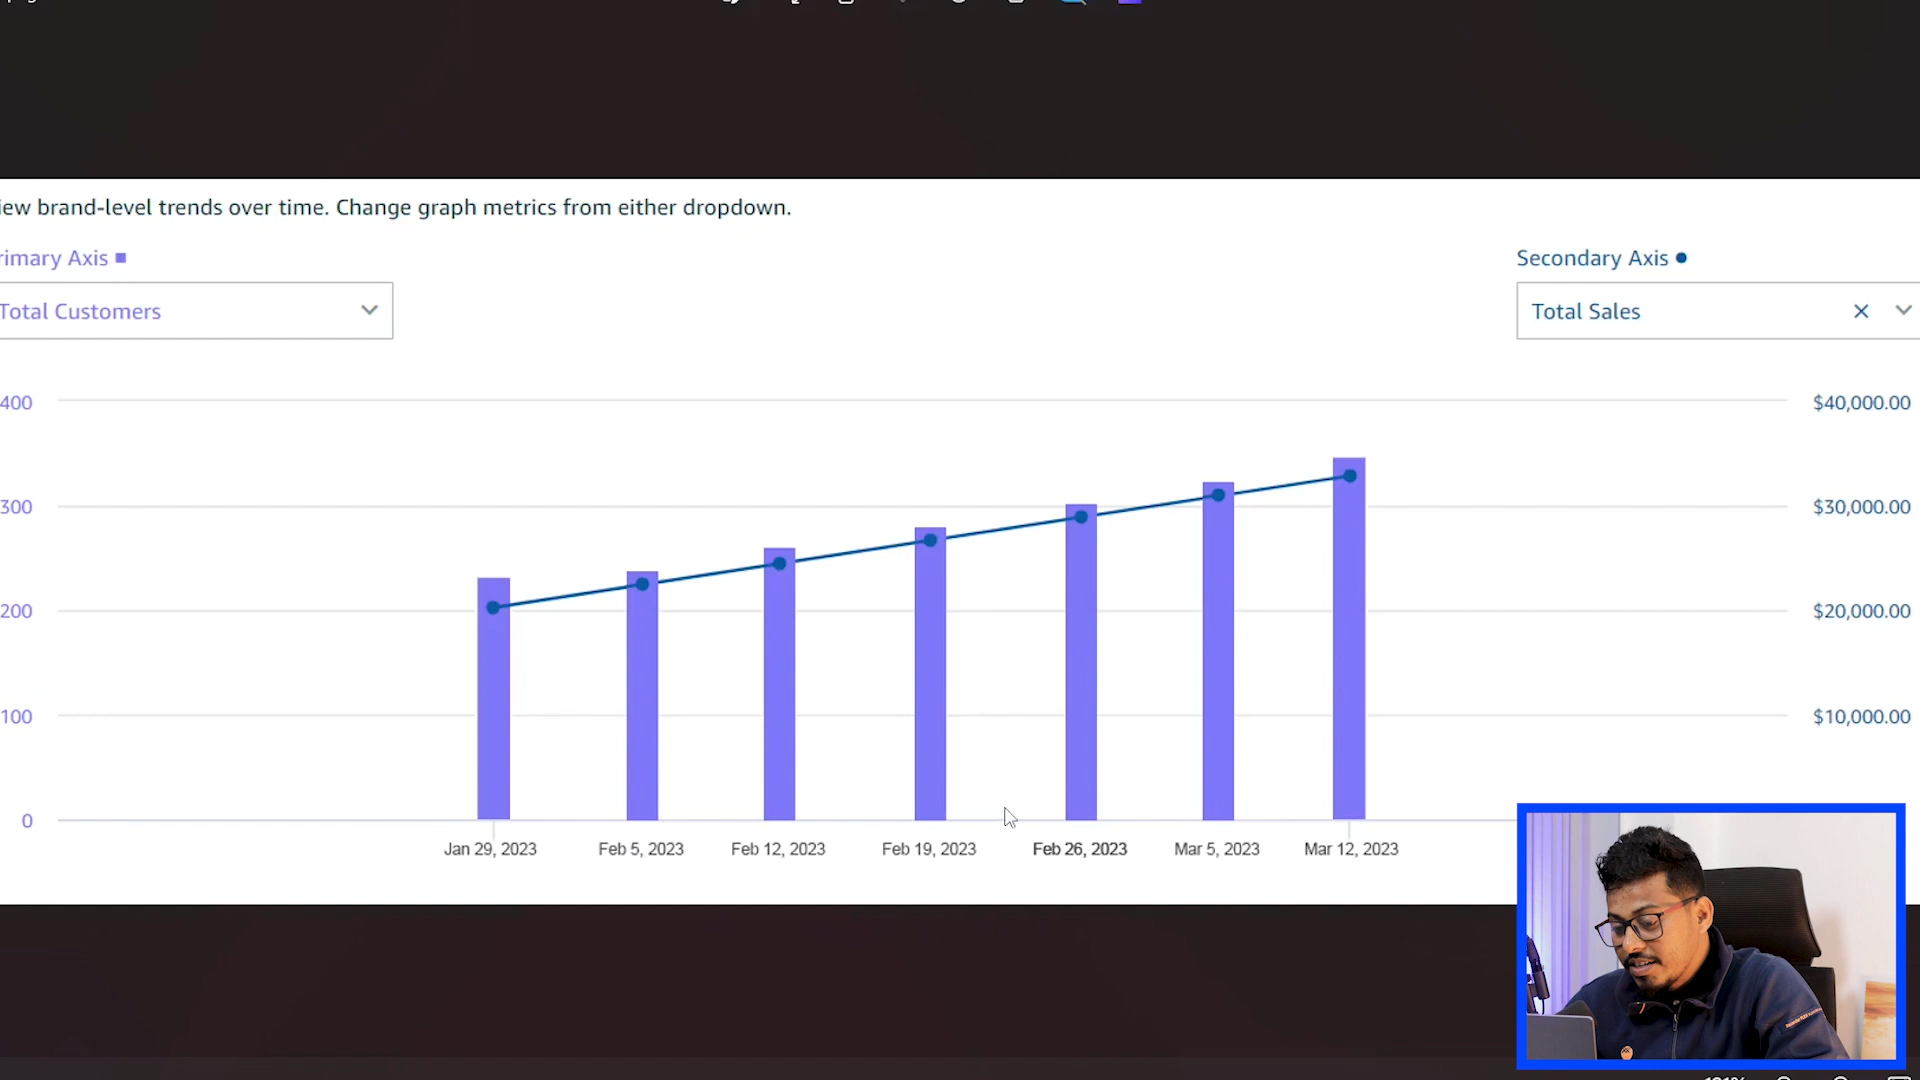 iew brand-level trends over time. Change graph metrics from either dropdown.
rimary Axis
Secondary Axis
Total Customers
Total Sales
400
$40,000.00
300
$30,000.00
200
$20,000.00
100
$10,000.00
0
Jan 29, 2023 Feb 5, 2023 Feb 12, 2023 Feb 19, 2023 Feb 26, 2023 Mar 5, 2023 Mar 12, 2023